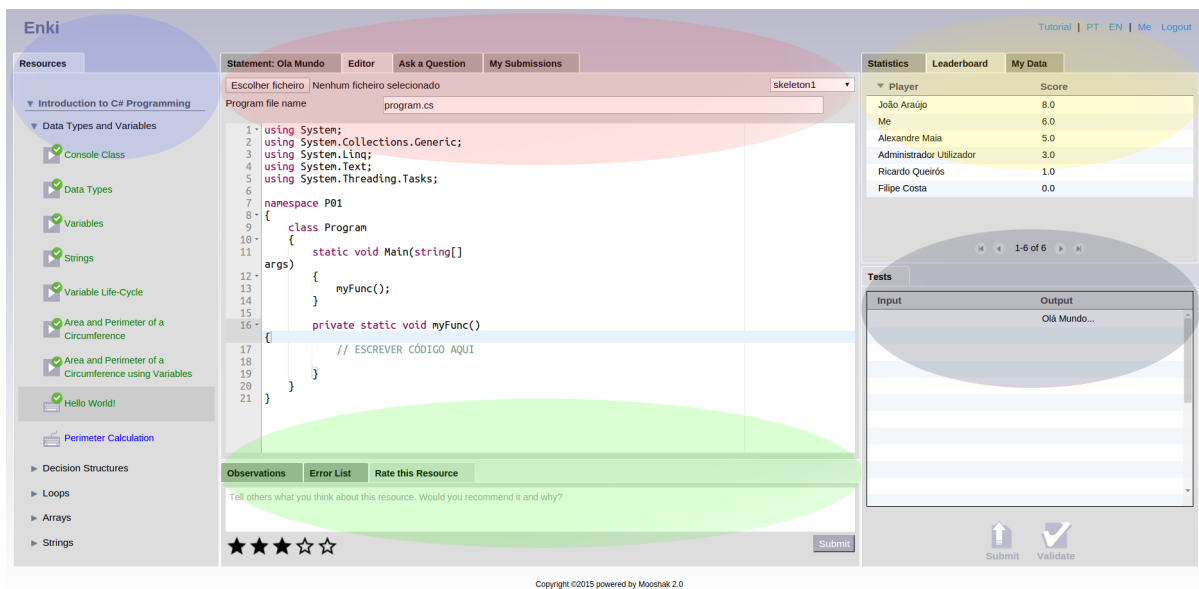 Enki
Tutorial | PT EN | Me Logout
Resources
Introduction to C# Programming
Data Types and Variables
Console Class
Data Types
Variables
Strings
Variable Life-Cycle
Area and Perimeter of a
Circumference
Area and Perimeter of a
Circumference using Variables
Hello World!
Perimeter Calculation
Decision Structures
Loops
Arrays
Strings
Statement: Ola Mundo Editor Ask a Question My Submissions
Escolher ficheiro Nenhum ficheiro selecionado skeleton1
Program file name program.cs
1 using System;
2 using System.Collections.Generic;
3 using System.Linq;
4 using System.Text;
5 using System.Threading.Tasks;
6
7 namespace P01
8 {
9 class Program
10 {
11 static void Main(string[]
args)
12 {
13 myFunc();
14 }
15
16 private static void myFunc()
{
17 // ESCREVER CÓDIGO AQUI
18
19 }
20 }
21 }
Observations Error List Rate this Resource
Tell others what you think about this resource. Would you recommend it and why?
Submit
Statistics Leaderboard My Data
Player Score
João Araújo 8.0
Me 6.0
Alexandre Maia 5.0
Administrador Utilizador 3.0
Ricardo Queirós 1.0
Filipe Costa 0.0
1-6 of 6
Tests
Input Output
Olá Mundo...
Submit Validate
Copyright ©2015 powered by Mooshak 2.0